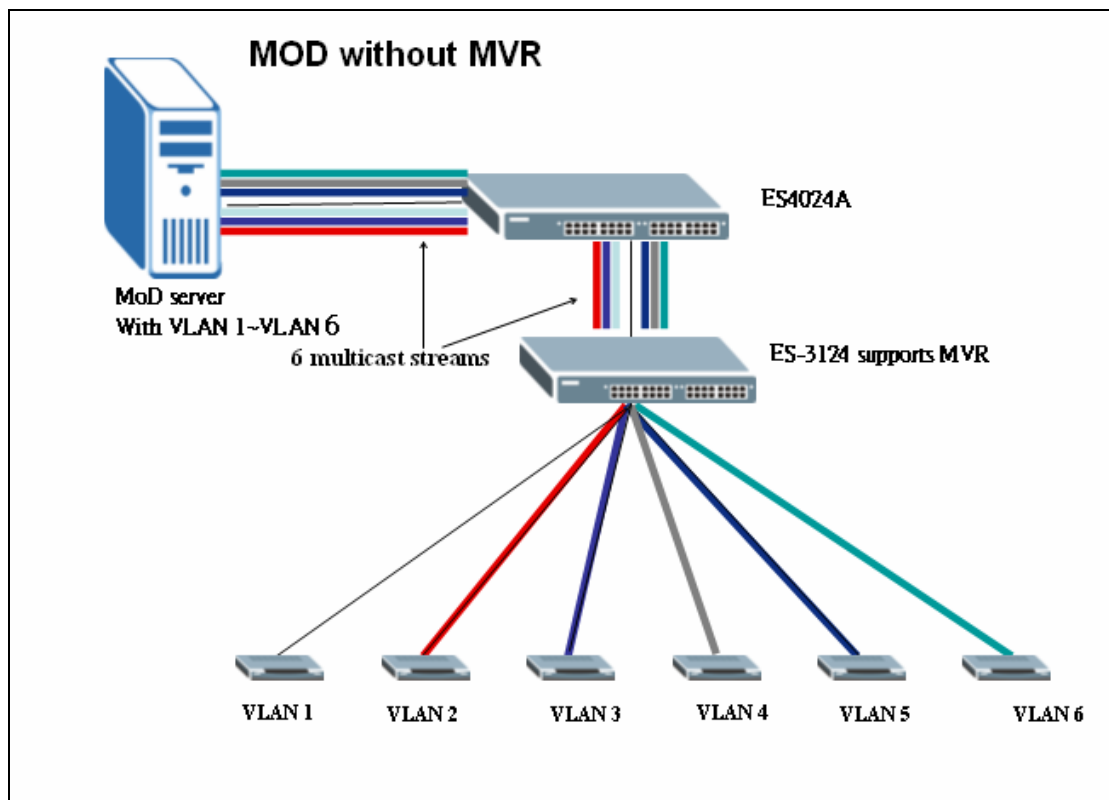 MOD without MVR
ES4024A
MoD server
With VLAN 1~VLAN 6
6 multicast streams
ES-3124 supports MVR
VLAN 1
VLAN 2
VLAN 3
VLAN 4
VLAN 5
VLAN 6